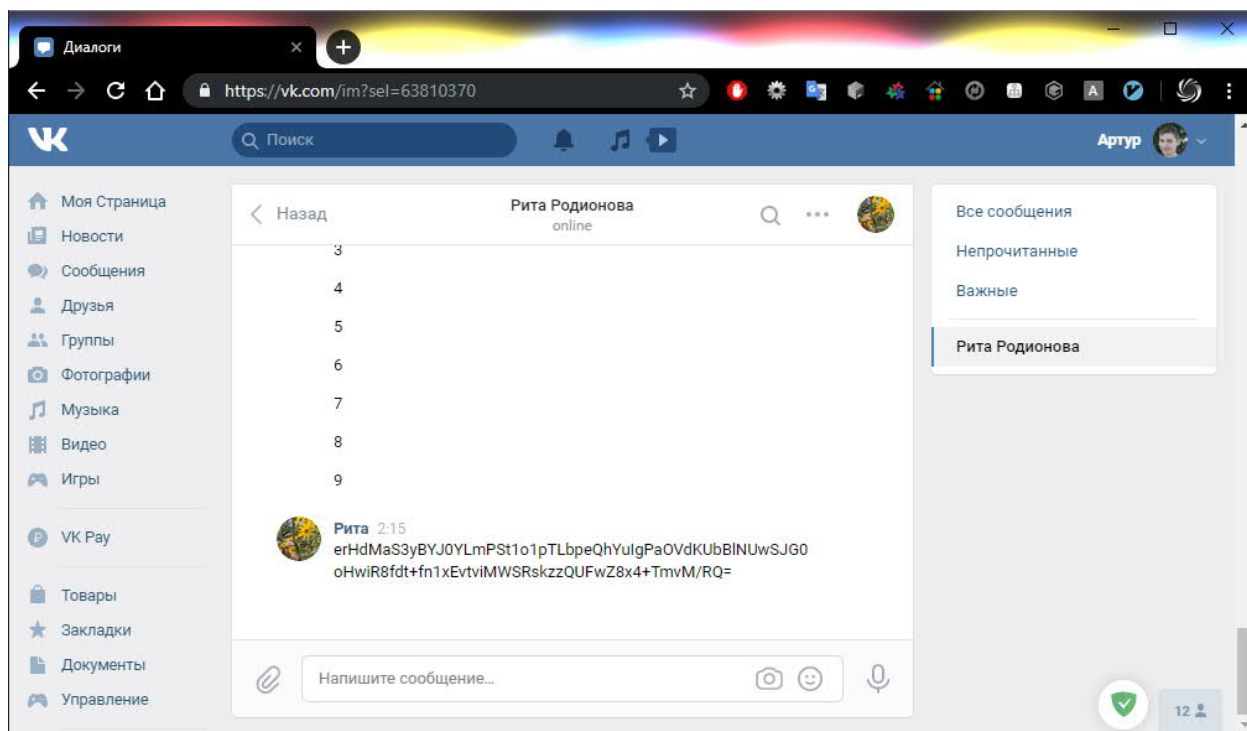 Диалоги
https://vk.com/im?sel=63810370
Поиск
Артур
Моя Страница
Новости
Сообщения
Друзья
Группы
Фотографии
Музыка
Видео
Игры
VK Pay
Товары
Закладки
Документы
Управление
Назад
Рита Родионова
online
3
4
5
6
7
8
9
Рита 2:15
erHdMaS3yBYJ0YLmPSt1o1pTLbpeQhYuIgPaOVdKUbBlNUwSJG0
oHwiR8fdt+fn1xEvtviMWSRskzzQUFwZ8x4+TmvM/RQ=
Напишите сообщение...
Все сообщения
Непрочитанные
Важные
Рита Родионова
12